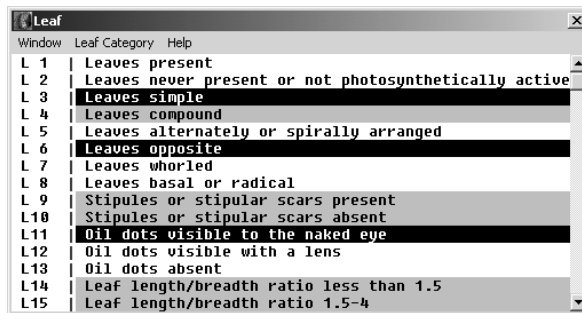 Leaf
Window Leaf Category Help
L 1 | Leaves present
L 2 | Leaves never present or not photosynthetically active
L 3 | Leaves simple
L 4 | Leaves compound
L 5 | Leaves alternately or spirally arranged
L 6 | Leaves opposite
L 7 | Leaves whorled
L 8 | Leaves basal or radical
L 9 | Stipules or stipular scars present
L10 | Stipules or stipular scars absent
L11 | Oil dots visible to the naked eye
L12 | Oil dots visible with a lens
L13 | Oil dots absent
L14 | Leaf length/breadth ratio less than 1.5
L15 | Leaf length/breadth ratio 1.5-4